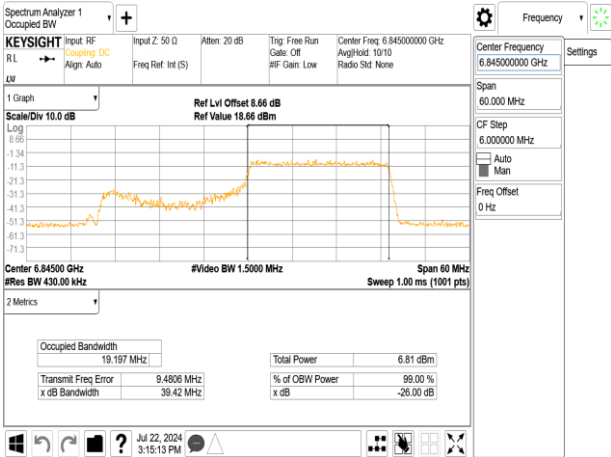 Spectrum Analyzer 1
Occupied BW
+
Frequency
KEYSIGHT
RL
LXI
Input: RF
Coupling: DC
Align: Auto
Input Z: 50 Ω
Freq Ref: Int (S)
Atten: 20 dB
Trig: Free Run
Gate: Off
#IF Gain: Low
Center Freq: 6.845000000 GHz
Avg|Hold: 10/10
Radio Std: None
Center Frequency
6.845000000 GHz
Settings
Span
60.000 MHz
CF Step
6.000000 MHz
Auto
Man
Freq Offset
0 Hz
1 Graph
Scale/Div 10.0 dB
Ref Lvl Offset 8.66 dB
Ref Value 18.66 dBm
Log
8.66
-1.34
-11.3
-21.3
-31.3
-41.3
-51.3
-61.3
-71.3
Center 6.84500 GHz
#Res BW 430.00 kHz
#Video BW 1.5000 MHz
Span 60 MHz
Sweep 1.00 ms (1001 pts)
2 Metrics
Occupied Bandwidth
19.197 MHz
Total Power 6.81 dBm
Transmit Freq Error 9.4806 MHz
% of OBW Power 99.00 %
x dB Bandwidth 39.42 MHz
x dB -26.00 dB
?
Jul 22, 2024
3:15:13 PM